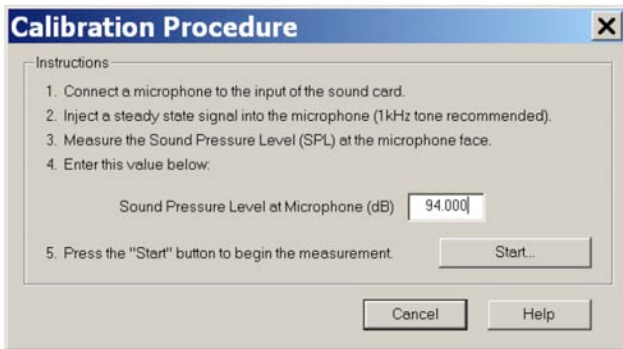 Calibration Procedure
Instructions
1. Connect a microphone to the input of the sound card.
2. Inject a steady state signal into the microphone (1kHz tone recommended).
3. Measure the Sound Pressure Level (SPL) at the microphone face.
4. Enter this value below:
Sound Pressure Level at Microphone (dB) 94.000
5. Press the "Start" button to begin the measurement. Start...
Cancel Help